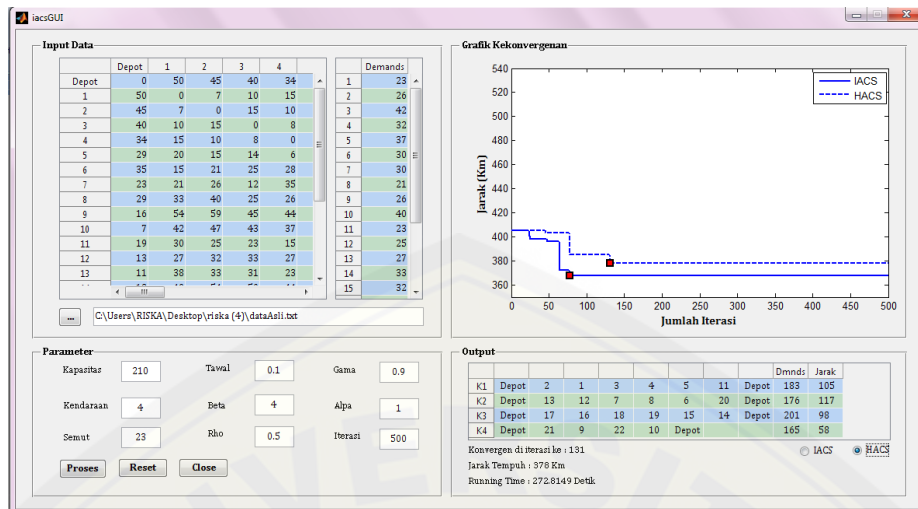 iacsGUI
Input Data
Depot 1 2 3 4
Depot 0 50 45 40 34
1 50 0 7 10 15
2 45 7 0 15 10
3 40 10 15 0 8
4 34 15 10 8 0
5 29 20 15 14 6
6 35 15 21 25 28
7 23 21 26 12 35
8 29 33 40 25 26
9 16 54 59 45 44
10 7 42 47 43 37
11 19 30 25 23 15
12 13 27 32 33 27
13 11 38 33 31 23
Demands
1 23
2 26
3 42
4 32
5 37
6 30
7 30
8 21
9 26
10 40
11 23
12 25
13 27
14 33
15 32
... C:\Users\RISKA\Desktop\riska (4)\dataAsli.txt
Grafik Kekonvergenan
540
520
500
480
460
440
420
400
380
360
Jarak (Km)
IACS
HACS
0 50 100 150 200 250 300 350 400 450 500
Jumlah Iterasi
Parameter
Kapasitas 210 Tawal 0.1 Gama 0.9
Kendaraan 4 Beta 4 Alpa 1
Semut 23 Rho 0.5 Iterasi 500
Proses Reset Close
Output
Dmnds Jarak
K1 Depot 2 1 3 4 5 11 Depot 183 105
K2 Depot 13 12 7 8 6 20 Depot 176 117
K3 Depot 17 16 18 19 15 14 Depot 201 98
K4 Depot 21 9 22 10 Depot 165 58
Konvergen di iterasi ke : 131
IACS HACS
Jarak Tempuh : 378 Km
Running Time : 272.8149 Detik